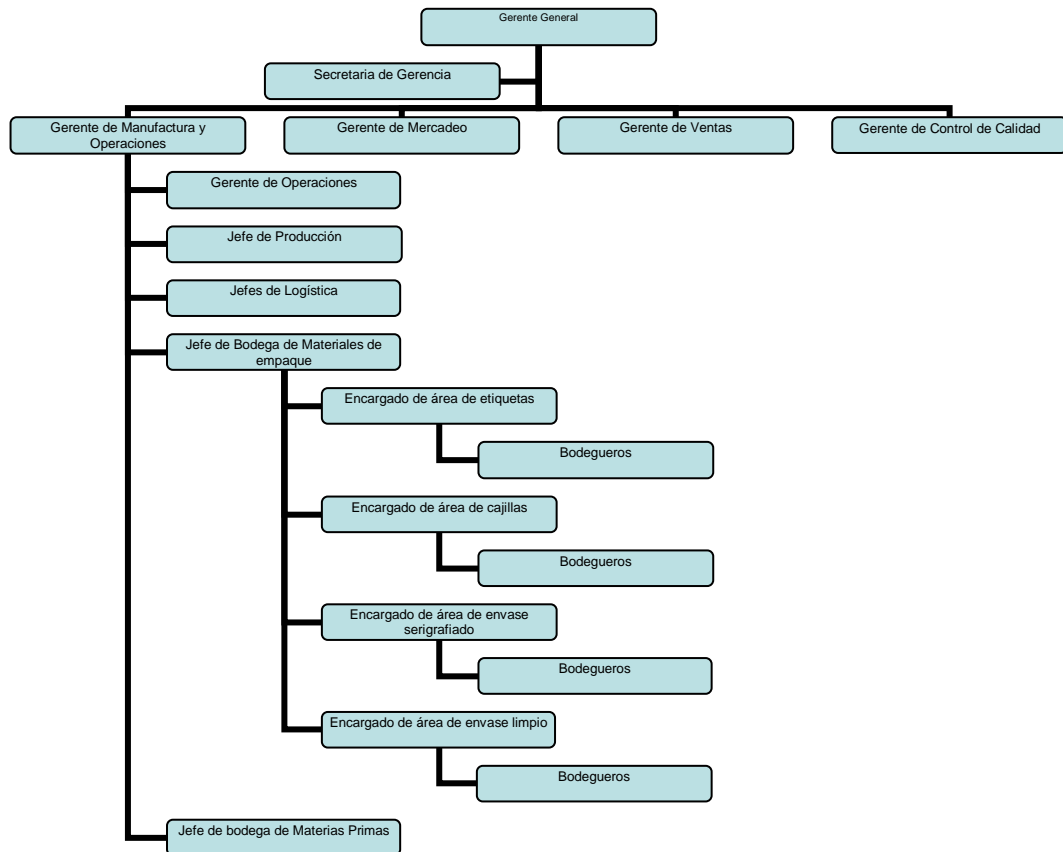 Gerente General
Secretaria de Gerencia
Gerente de Manufactura y
Operaciones
Gerente de Mercadeo
Gerente de Ventas
Gerente de Control de Calidad
Gerente de Operaciones
Jefe de Producción
Jefes de Logística
Jefe de Bodega de Materiales de
empaque
Encargado de área de etiquetas
Bodegueros
Encargado de área de cajillas
Bodegueros
Encargado de área de envase
serigrafiado
Bodegueros
Encargado de área de envase limpio
Bodegueros
Jefe de bodega de Materias Primas